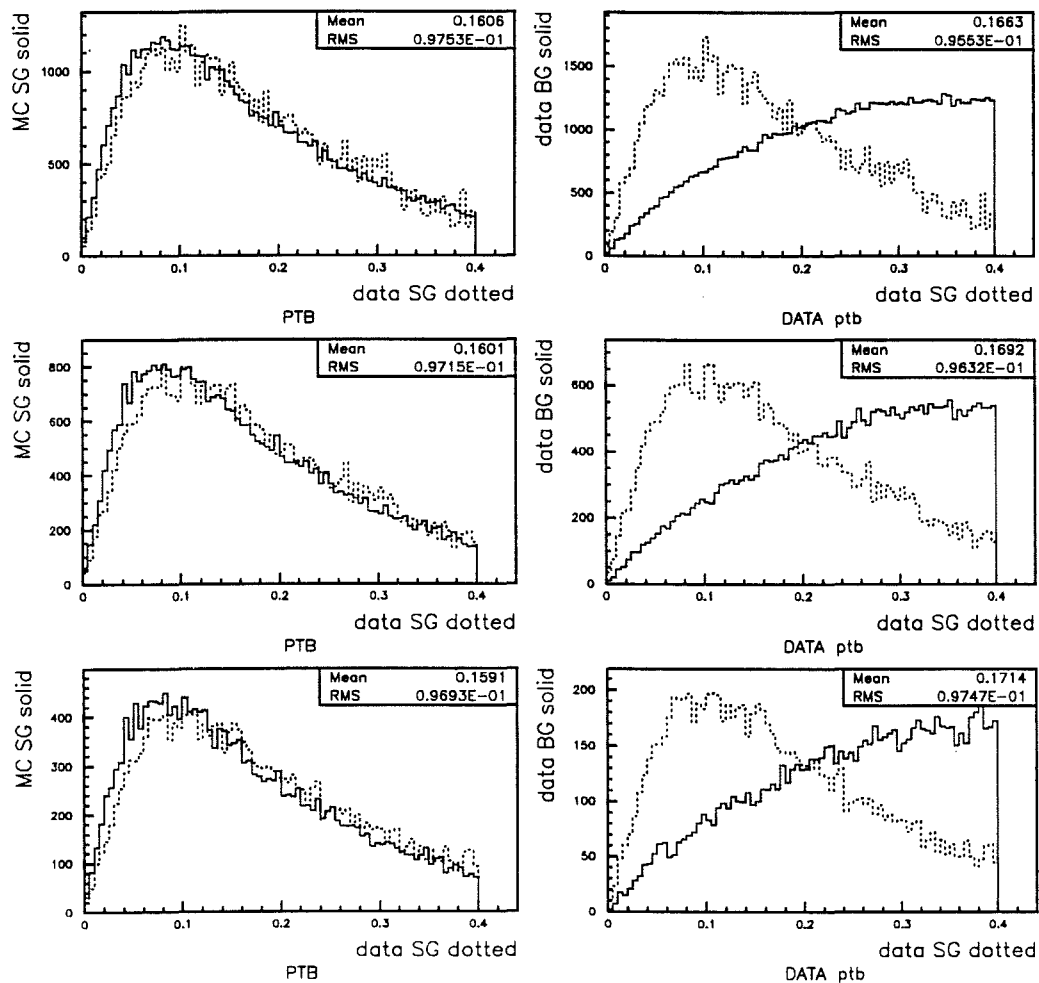 MC SG solid
Mean 0.1606
RMS 0.9753E-01
1000
500
0
0 0.1 0.2 0.3 0.4
data SG dotted
PTB
data BG solid
Mean 0.1663
RMS 0.9553E-01
1500
1000
500
0
0 0.1 0.2 0.3 0.4
data SG dotted
DATA ptb
MC SG solid
Mean 0.1601
RMS 0.9715E-01
800
600
400
200
0
0 0.1 0.2 0.3 0.4
data SG dotted
PTB
data BG solid
Mean 0.1692
RMS 0.9632E-01
600
400
200
0
0 0.1 0.2 0.3 0.4
data SG dotted
DATA ptb
MC SG solid
Mean 0.1591
RMS 0.9693E-01
400
300
200
100
0
0 0.1 0.2 0.3 0.4
data SG dotted
PTB
data BG solid
Mean 0.1714
RMS 0.9747E-01
200
150
100
50
0
0 0.1 0.2 0.3 0.4
data SG dotted
DATA ptb